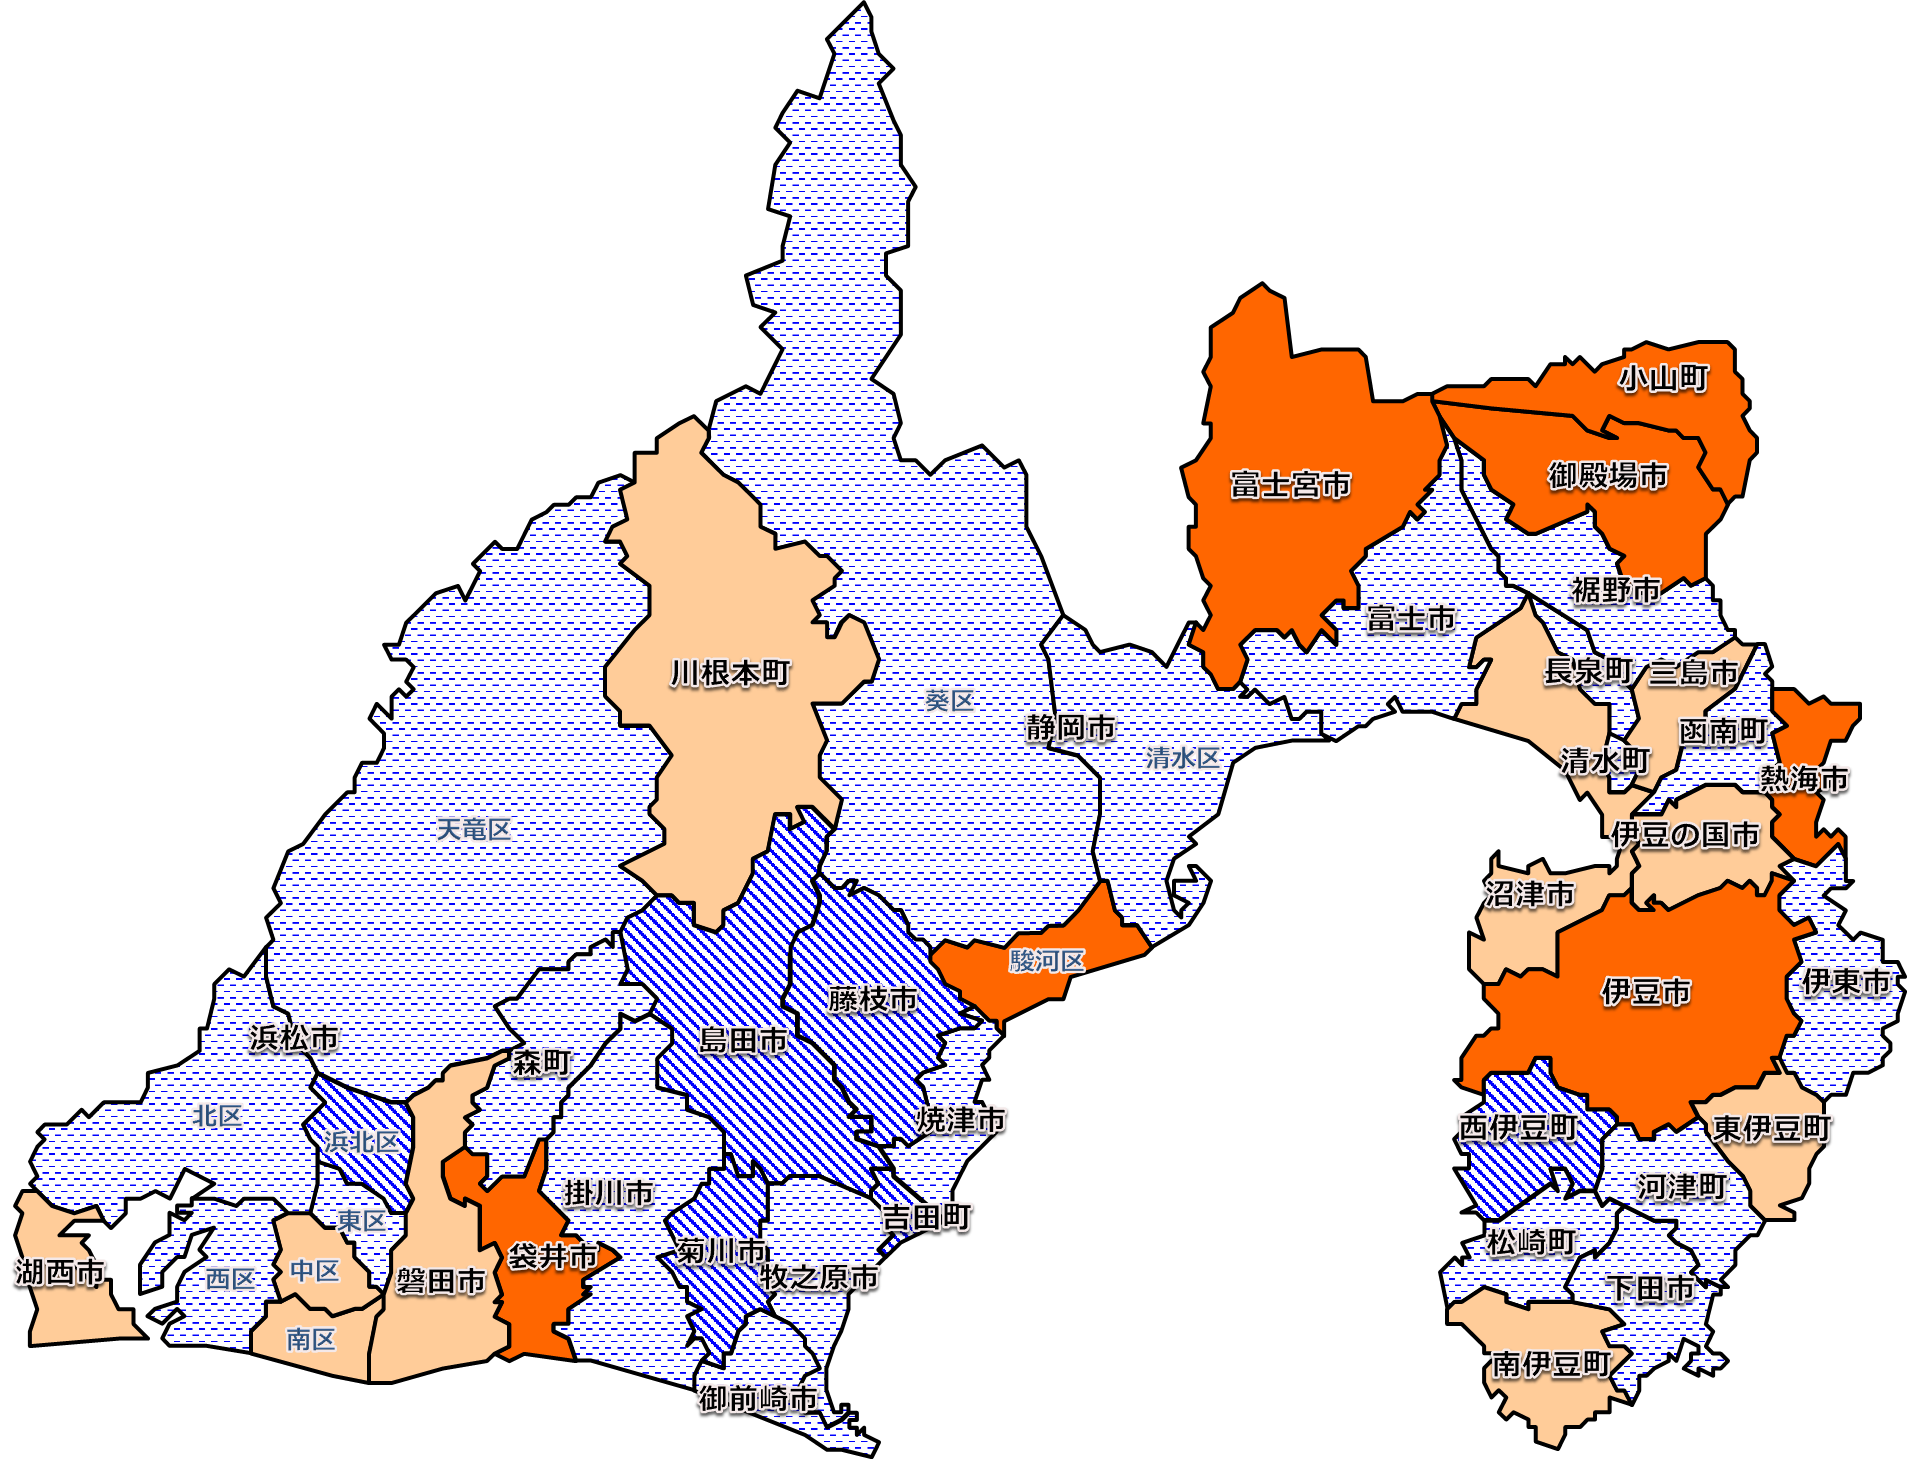 小山町
御殿場市
富士宮市
裾野市
富士市
長泉町
三島市
川根本町
葵区
静岡市
函南町
清水区
清水町
熱海市
天竜区
伊豆の国市
沼津市
駿河区
伊東市
伊豆市
藤枝市
浜松市
島田市
森町
北区
焼津市
西伊豆町
東伊豆町
浜北区
河津町
掛川市
吉田町
東区
松崎町
菊川市
袋井市
湖西市
中区
西区
磐田市
牧之原市
下田市
南区
南伊豆町
御前崎市